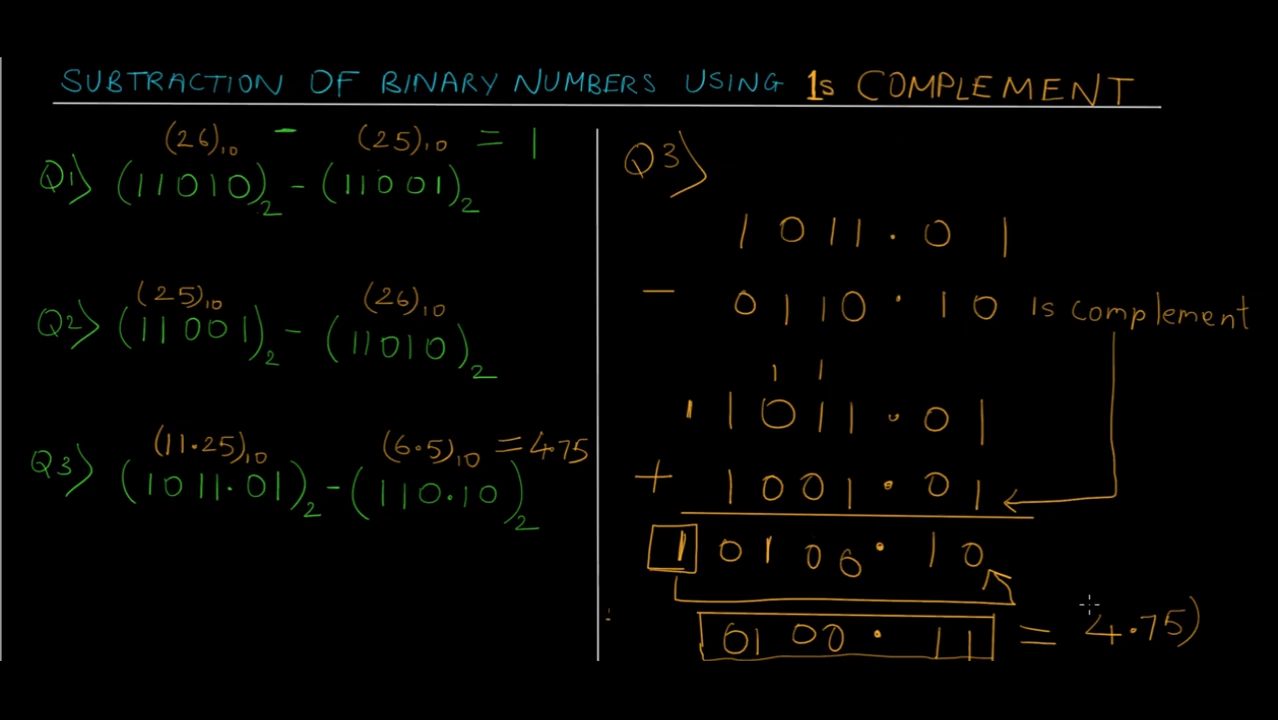 SUBTRACTION OF BINARY NUMBERS USING 1s COMPLEMENT
(26)₁₀ - (25)₁₀ = 1
Q1) (11010)₂ - (11001)₂
(25)₁₀ (26)₁₀
Q2) (11001)₂ - (11010)₂
(11.25)₁₀ (6.5)₁₀ = 4.75
Q3) (1011.01)₂ - (110.10)₂
Q3)
1011.01
- 0110.10 1s complement
1 1
1 1011.01
+ 1001.01
1 0100.10
: 0100.11 = 4.75)